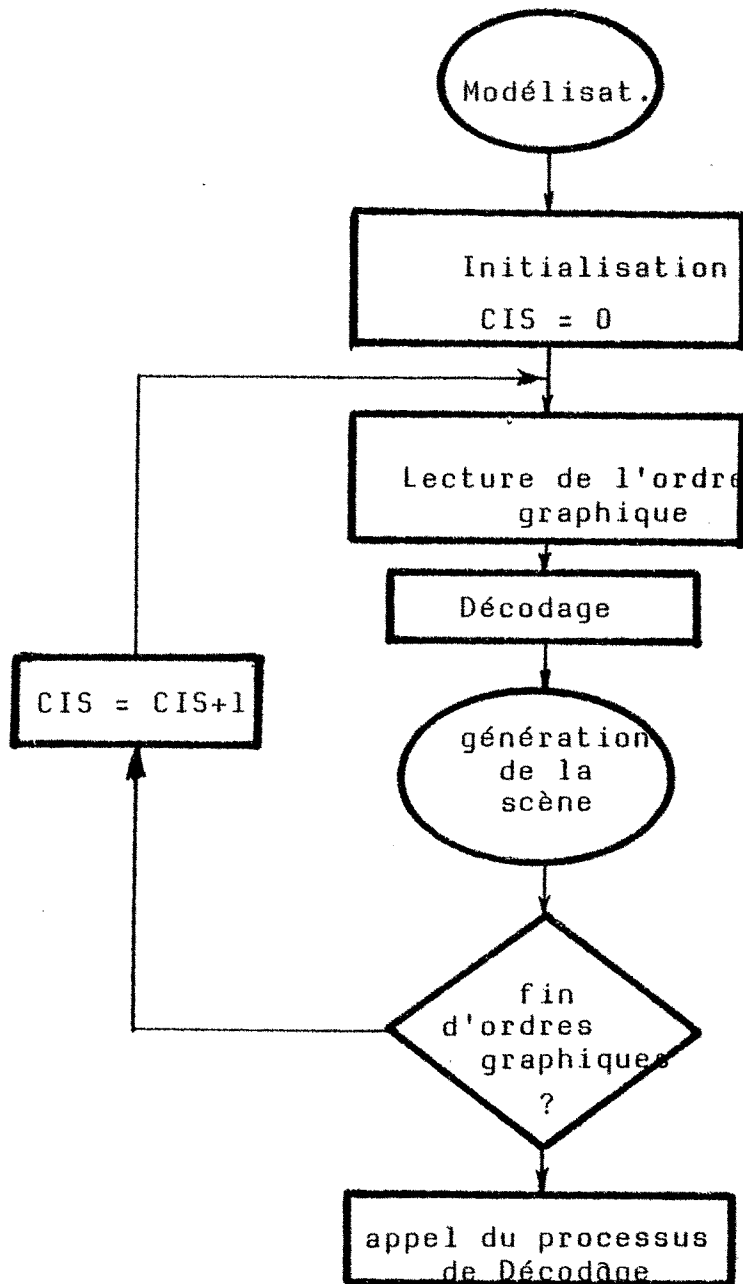 Modélisat.
Initialisation
CIS = 0
Lecture de l'ordre
graphique
Décodage
CIS = CIS+1
génération
de la
scène
fin
d'ordres
graphiques
?
appel du processus
de Décodage